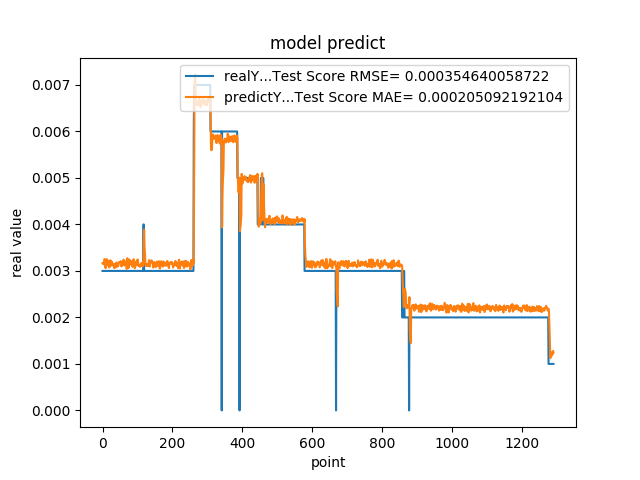 model predict
realY...Test Score RMSE= 0.000354640058722
predictY...Test Score MAE= 0.000205092192104
0.007
0.006
0.005
0.004
0.003
0.002
0.001
0.000
real value
0 200 400 600 800 1000 1200
point